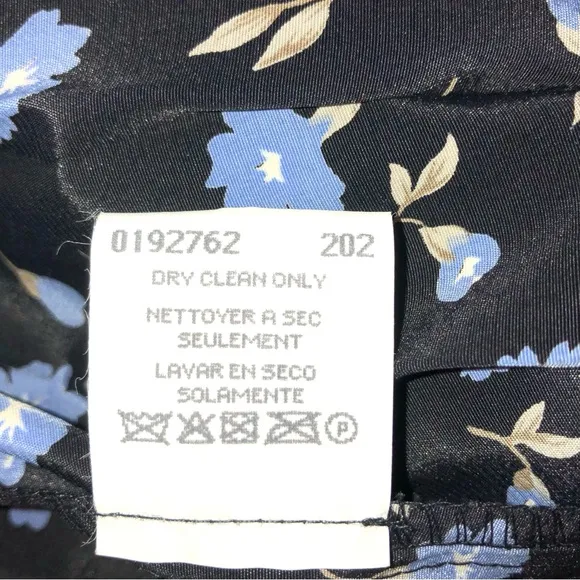 0192762 202
DRY CLEAN ONLY
NETTOYER A SEC
SEULEMENT
LAVAR EN SECO
SOLAMENTE
P